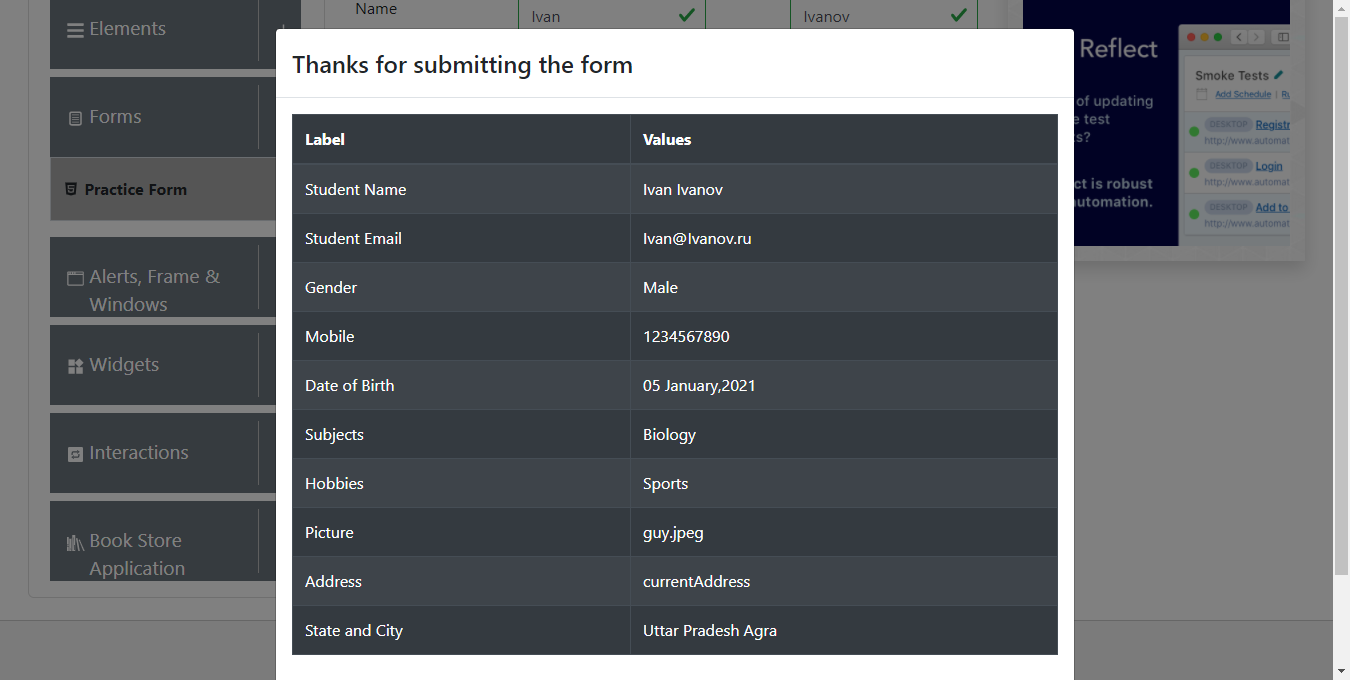 Elements
Forms
Practice Form
Alerts, Frame &
Windows
Widgets
Interactions
Book Store
Application
Name
Ivan
Ivanov
Thanks for submitting the form
Label Values
Student Name Ivan Ivanov
Student Email Ivan@Ivanov.ru
Gender Male
Mobile 1234567890
Date of Birth 05 January,2021
Subjects Biology
Hobbies Sports
Picture guy.jpeg
Address currentAddress
State and City Uttar Pradesh Agra
Reflect
of updating
test
ts?
ct is robust
utomation.
Smoke Tests
Add Schedule |
DESKTOP Registr
http://www.automat
DESKTOP Login
http://www.automat
DESKTOP Add to
http://www.automat